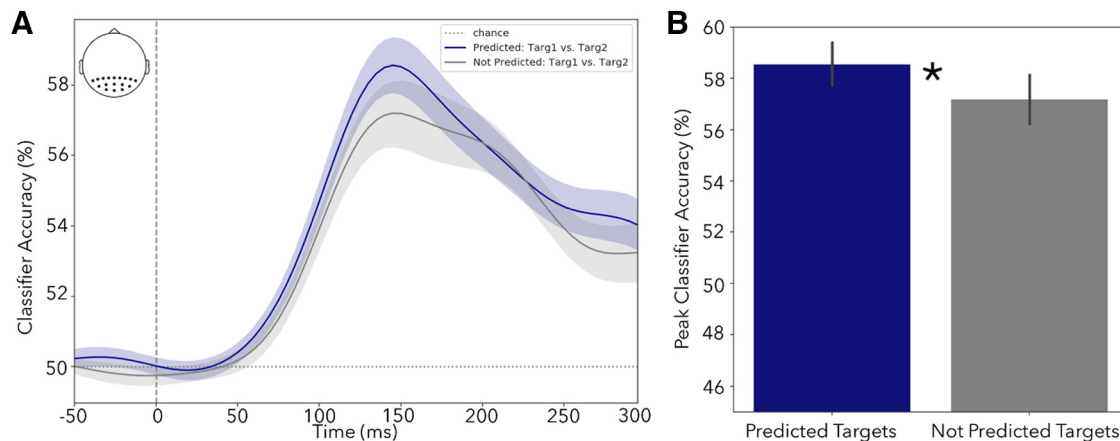 A
chance
Predicted: Targ1 vs. Targ2
Not Predicted: Targ1 vs. Targ2
Classifier Accuracy (%)
58
56
54
52
50
-50
0
50
100
150
200
250
300
Time (ms)
B
Peak Classifier Accuracy (%)
60
58
56
54
52
50
48
46
*
Predicted Targets
Not Predicted Targets